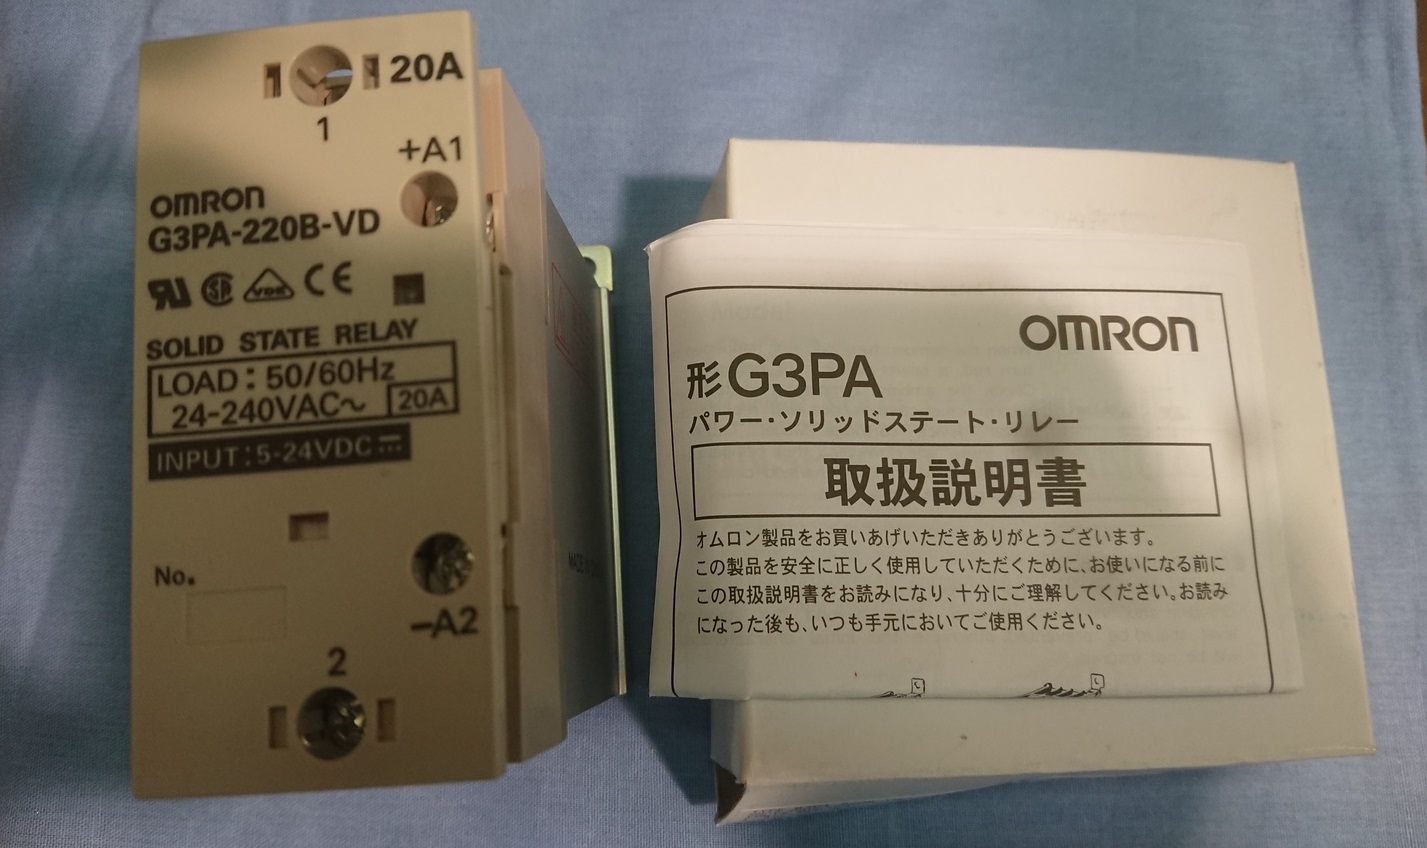 20A
1
+A1
OMRON
G3PA-220B-VD
VDE CE
SOLID STATE RELAY
LOAD: 50/60Hz
24-240VAC~ 20A
INPUT: 5-24VDC⎓
No.
-A2
2
MADE
OMRON
形G3PA
パワー・ソリッドステート・リレー
取扱説明書
オムロン製品をお買いあげいただきありがとうございます。
この製品を安全に正しく使用していただくために、お使いになる前に
この取扱説明書をお読みになり、十分にご理解してください。お読み
になった後も、いつも手元においてご使用ください。